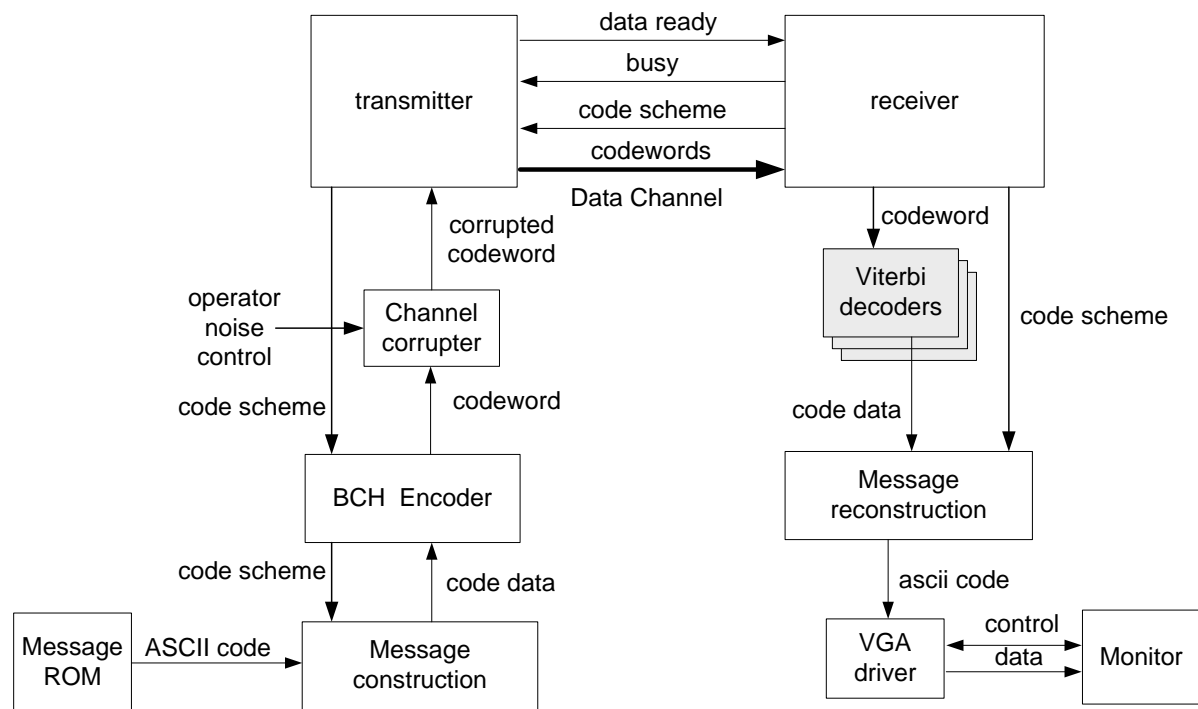 data ready
busy
transmitter
receiver
code scheme
codewords
Data Channel
corrupted
codeword
codeword
Viterbi
decoders
operator
noise
control
Channel
corrupter
code scheme
code scheme
codeword
code data
BCH  Encoder
Message
reconstruction
code scheme
code data
ascii code
Message
ROM
ASCII code
Message
construction
VGA
driver
control
data
Monitor